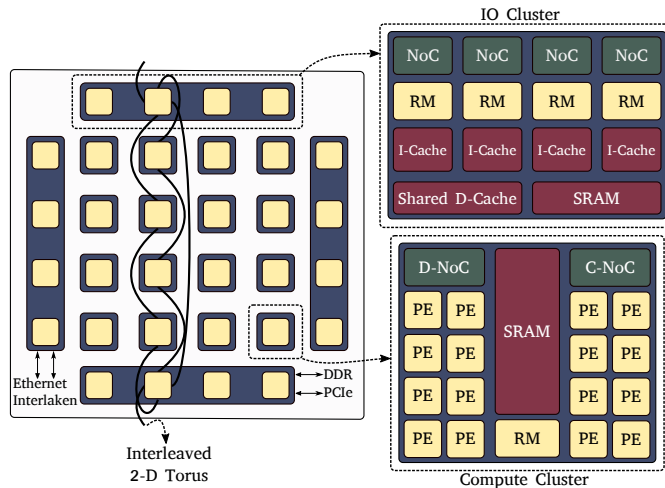 IO Cluster
NoC NoC NoC NoC
RM RM RM RM
I-Cache I-Cache I-Cache I-Cache
Shared D-Cache SRAM
D-NoC C-NoC
SRAM
PE PE PE PE
PE PE PE PE
PE PE PE PE
PE PE RM PE PE
Compute Cluster
Ethernet
Interlaken
DDR
PCIe
Interleaved
2-D Torus